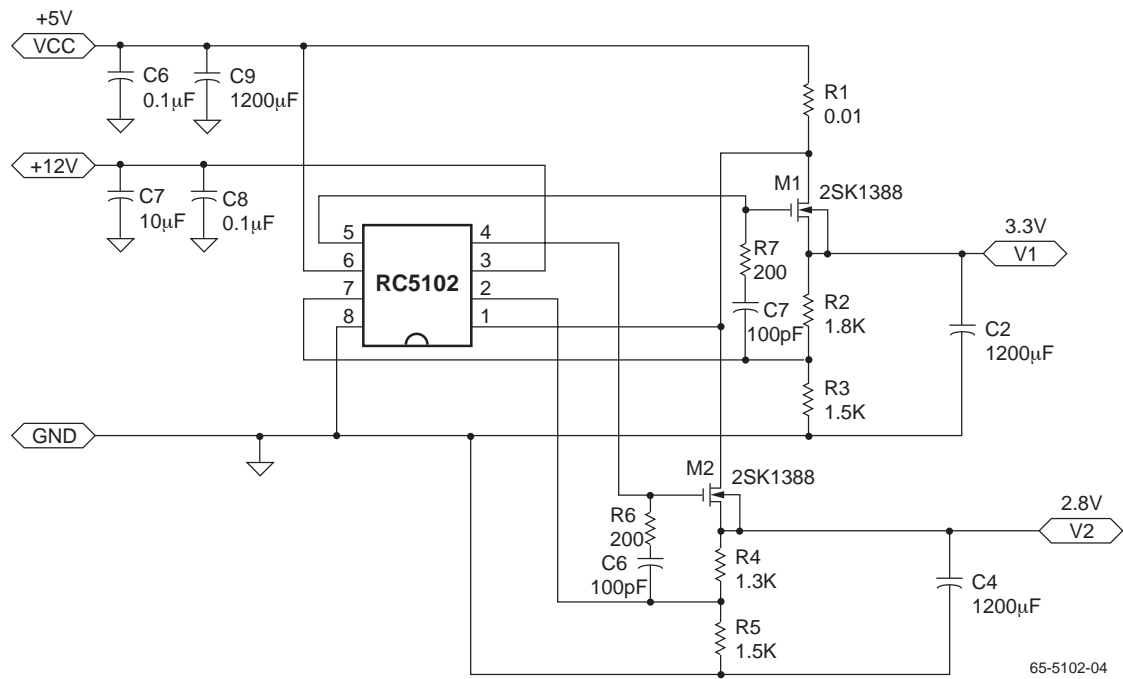 +5V
VCC
C6
0.1µF
C9
1200µF
R1
0.01
+12V
C7
10µF
C8
0.1µF
M1
2SK1388
3.3V
V1
R7
200
C7
100pF
R2
1.8K
C2
1200µF
R3
1.5K
RC5102
5
6
7
8
4
3
2
1
GND
M2
2SK1388
2.8V
V2
R6
200
C6
100pF
R4
1.3K
C4
1200µF
R5
1.5K
65-5102-04